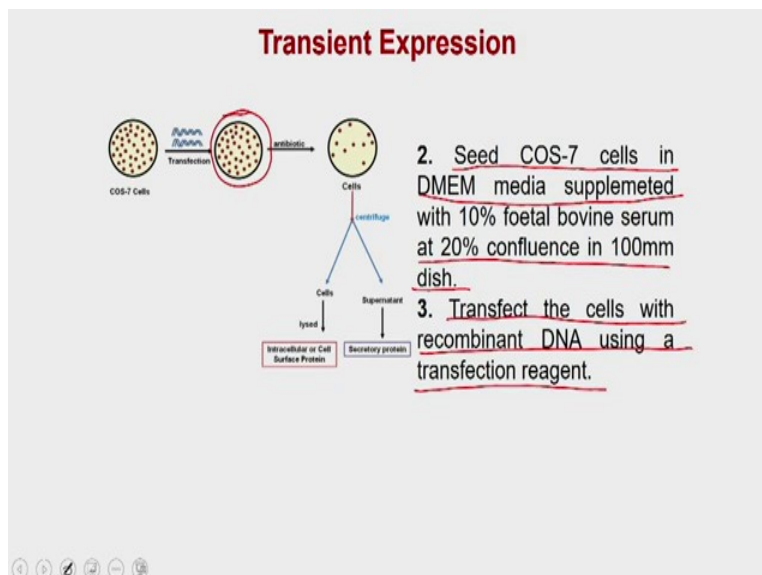 Transient Expression
antibiotic
Transfection
COS-7 Cells
Cells
centrifuge
Cells
Supernatant
lysed
Intracellular or Cell
Surface Protein
Secretory protein
2. Seed COS-7 cells in
DMEM media supplemeted
with 10% foetal bovine serum
at 20% confluence in 100mm
dish.
3. Transfect the cells with
recombinant DNA using a
transfection reagent.